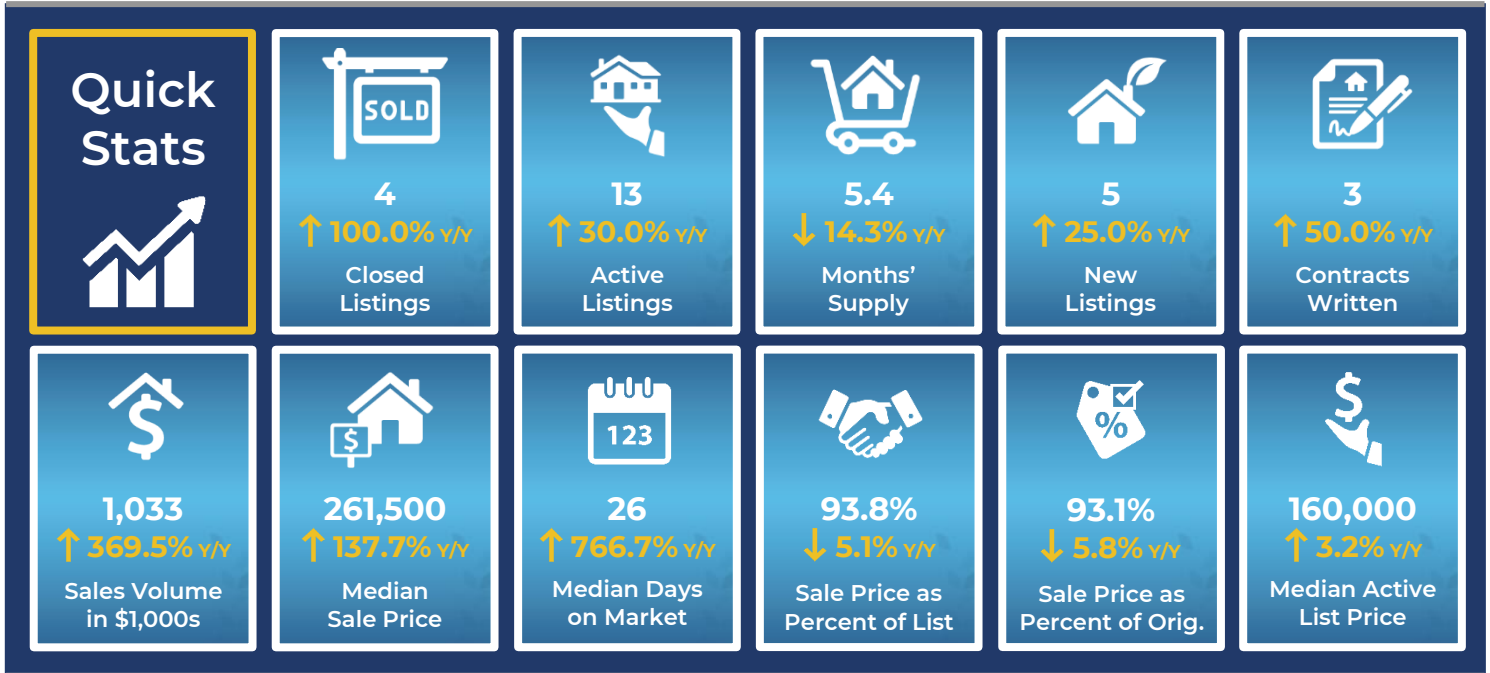 Quick
Stats
SOLD
4
↑ 100.0% Y/Y
Closed
Listings
13
↑ 30.0% Y/Y
Active
Listings
5.4
↓ 14.3% Y/Y
Months’
Supply
5
↑ 25.0% Y/Y
New
Listings
3
↑ 50.0% Y/Y
Contracts
Written
$
1,033
↑ 369.5% Y/Y
Sales Volume
in $1,000s
$
261,500
↑ 137.7% Y/Y
Median
Sale Price
123
26
↑ 766.7% Y/Y
Median Days
on Market
93.8%
↓ 5.1% Y/Y
Sale Price as
Percent of List
%
93.1%
↓ 5.8% Y/Y
Sale Price as
Percent of Orig.
$
160,000
↑ 3.2% Y/Y
Median Active
List Price